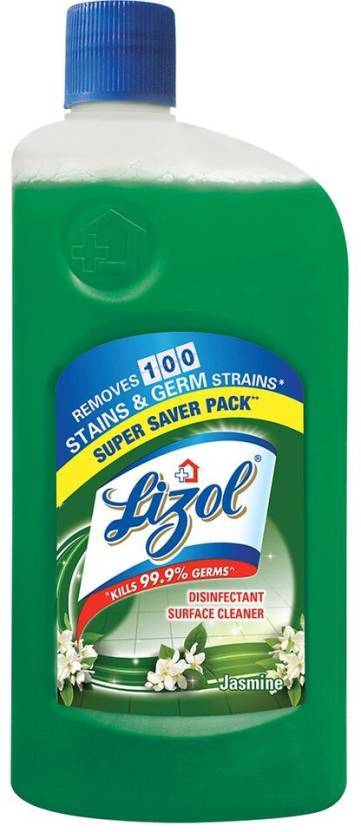 REMOVES 100
STAINS & GERM STRAINS*
SUPER SAVER PACK**
Lizol®
*KILLS 99.9% GERMS^
DISINFECTANT
SURFACE CLEANER
Jasmine